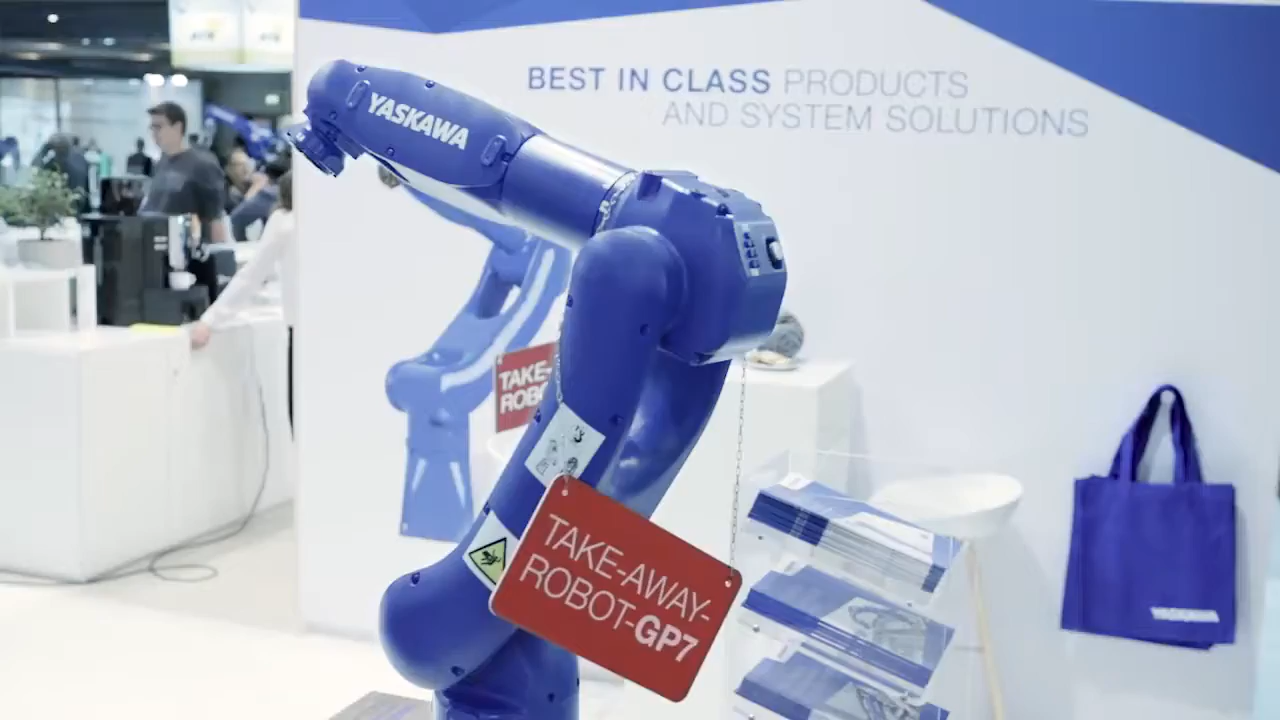 BEST IN CLASS PRODUCTS
AND SYSTEM SOLUTIONS
YASKAWA
TAKE-
ROBO
TAKE-AWAY-
ROBOT-GP7
YASKAWA